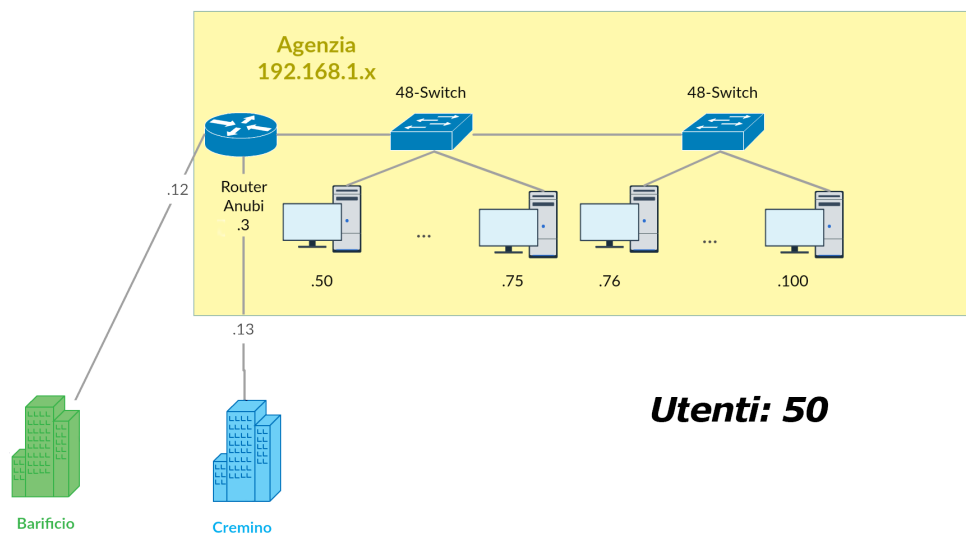 Agenzia
192.168.1.x
48-Switch
48-Switch
.12
Router
Anubi
.3
...
...
.50
.75
.76
.100
.13
Utenti: 50
Barificio
Cremino